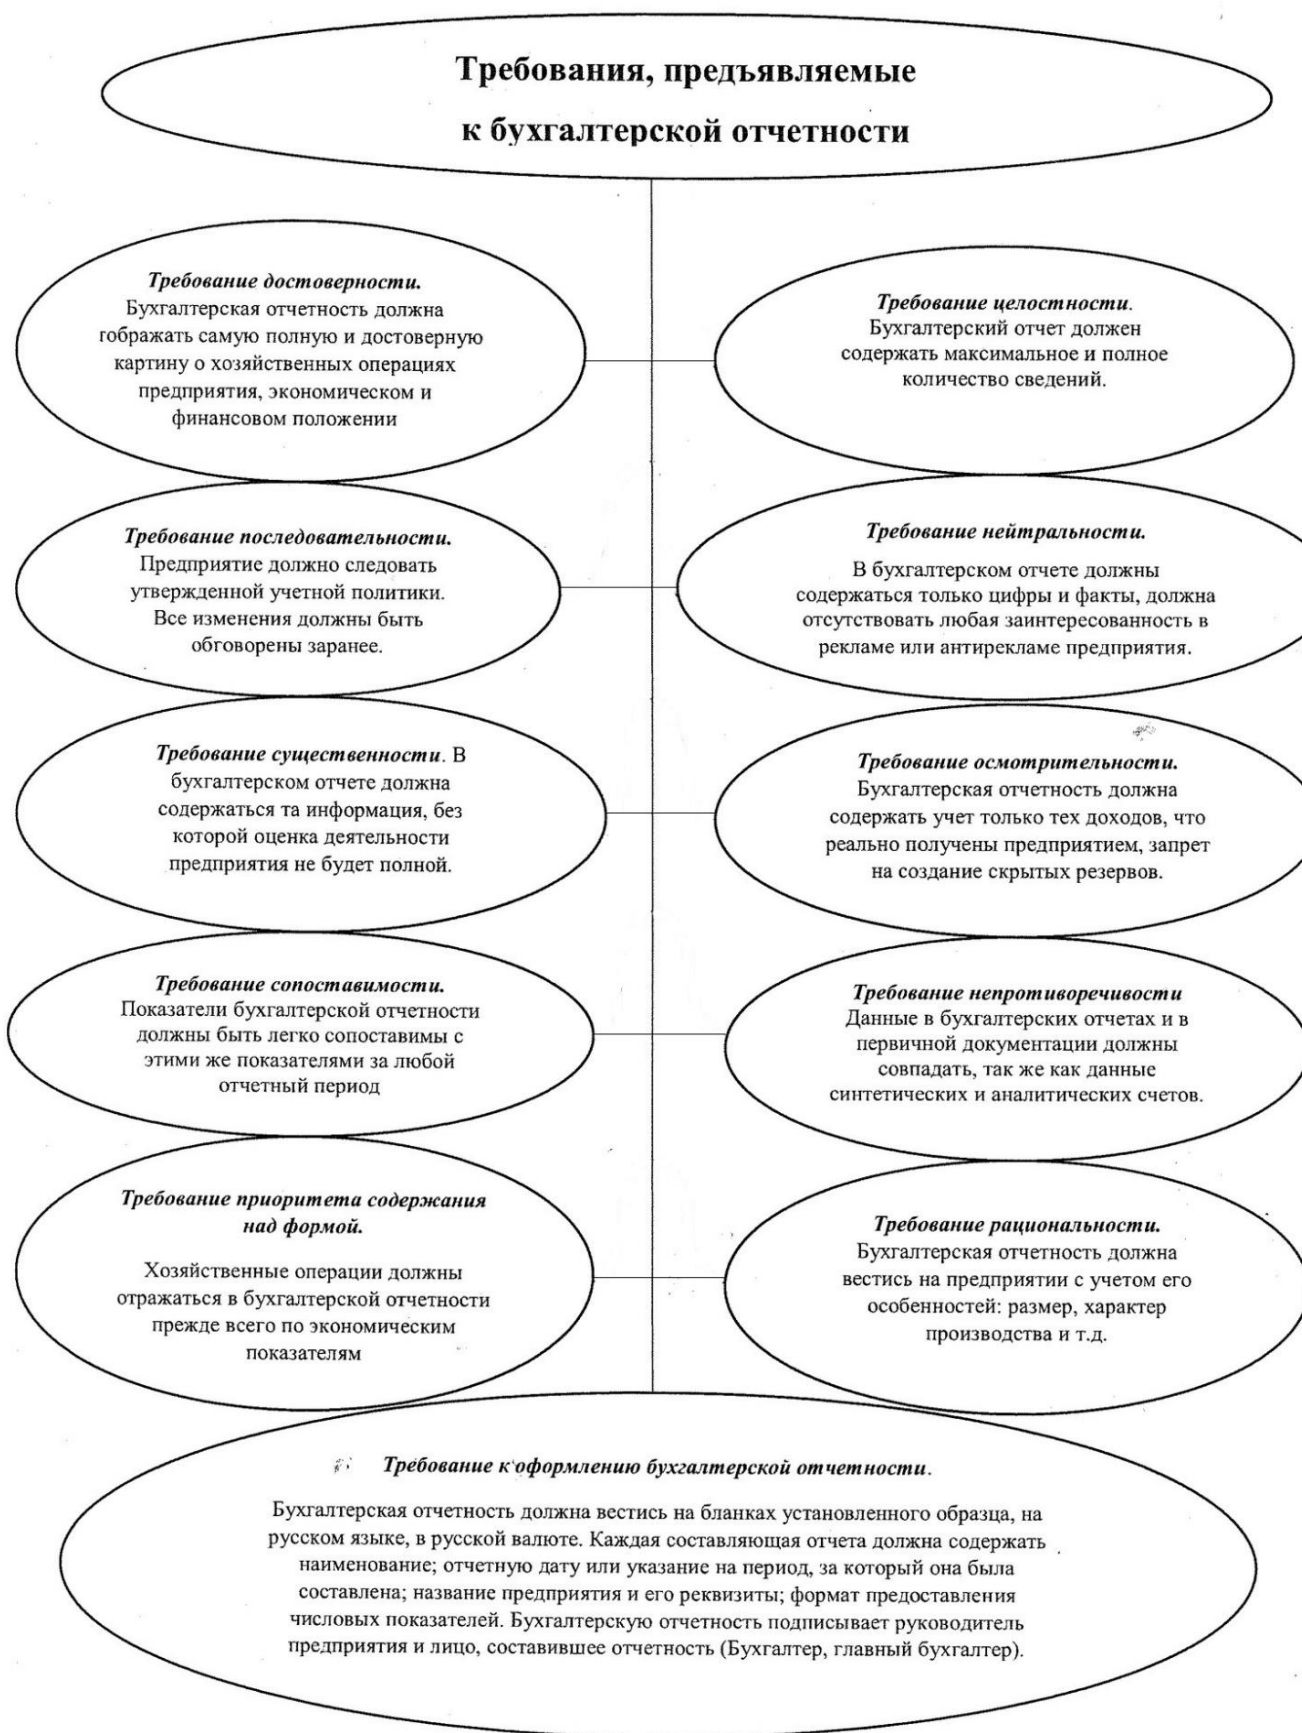 Требования, предъявляемые
к бухгалтерской отчетности
Требование достоверности.
Бухгалтерская отчетность должна
гображать самую полную и достоверную
картину о хозяйственных операциях
предприятия, экономическом и
финансовом положении
Требование целостности.
Бухгалтерский отчет должен
содержать максимальное и полное
количество сведений.
Требование последовательности.
Предприятие должно следовать
утвержденной учетной политики.
Все изменения должны быть
обговорены заранее.
Требование нейтральности.
В бухгалтерском отчете должны
содержаться только цифры и факты, должна
отсутствовать любая заинтересованность в
рекламе или антирекламе предприятия.
Требование существенности. В
бухгалтерском отчете должна
содержаться та информация, без
которой оценка деятельности
предприятия не будет полной.
Требование осмотрительности.
Бухгалтерская отчетность должна
содержать учет только тех доходов, что
реально получены предприятием, запрет
на создание скрытых резервов.
Требование сопоставимости.
Показатели бухгалтерской отчетности
должны быть легко сопоставимы с
этими же показателями за любой
отчетный период
Требование непротиворечивости
Данные в бухгалтерских отчетах и в
первичной документации должны
совпадать, так же как данные
синтетических и аналитических счетов.
Требование приоритета содержания
над формой.
Хозяйственные операции должны
отражаться в бухгалтерской отчетности
прежде всего по экономическим
показателям
Требование рациональности.
Бухгалтерская отчетность должна
вестись на предприятии с учетом его
особенностей: размер, характер
производства и т.д.
Требование к оформлению бухгалтерской отчетности.
Бухгалтерская отчетность должна вестись на бланках установленного образца, на
русском языке, в русской валюте. Каждая составляющая отчета должна содержать
наименование; отчетную дату или указание на период, за который она была
составлена; название предприятия и его реквизиты; формат предоставления
числовых показателей. Бухгалтерскую отчетность подписывает руководитель
предприятия и лицо, составившее отчетность (Бухгалтер, главный бухгалтер).